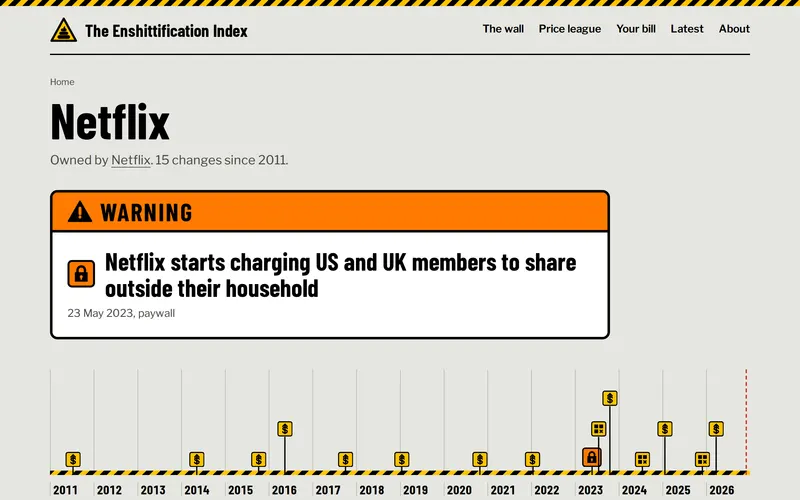 The Enshittification Index
The wall Price league Your bill Latest About
Home
Netflix
Owned by Netflix. 15 changes since 2011.
WARNING
Netflix starts charging US and UK members to share
outside their household
23 May 2023, paywall
2011 2012 2013 2014 2015 2016 2017 2018 2019 2020 2021 2022 2023 2024 2025 2026